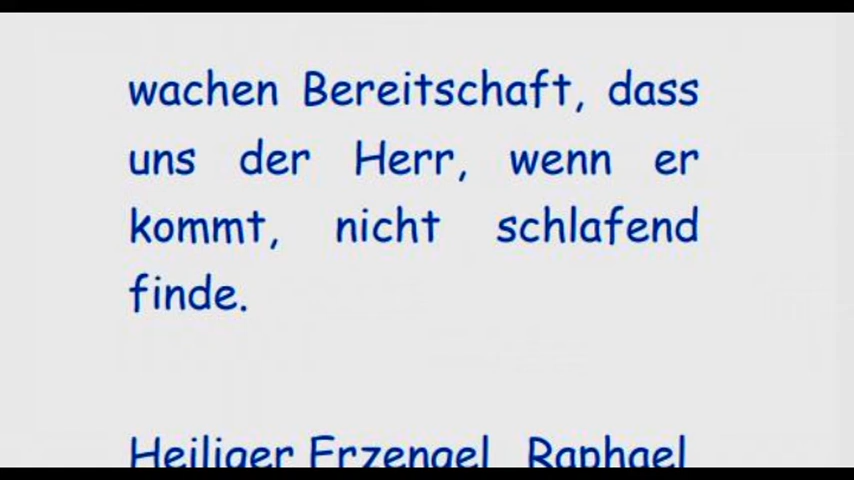 wachen Bereitschaft, dass
uns der Herr, wenn er
kommt, nicht schlafend
finde.
Heiliger Erzengel Raphael